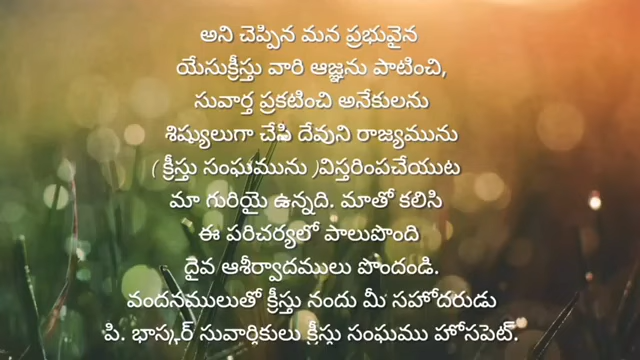 అని చెప్పిన మన ప్రభువైన
యేసుక్రీస్తు వారి ఆజ్ఞను పాటించి,
సువార్త ప్రకటించి అనేకులను
శిష్యులుగా చేసి దేవుని రాజ్యమును
( క్రీస్తు సంఘమును )విస్తరింపచేయుట
మా గురియై ఉన్నది. మాతో కలిసి
ఈ పరిచర్యలో పాలుపొంది
దైవ ఆశీర్వాదములు పొందండి.
వందనములుతో క్రీస్తు నందు మీ సహోదరుడు
పి. భాస్కర్ సువార్తికులు క్రీస్తు సంఘము హోసపెట్.